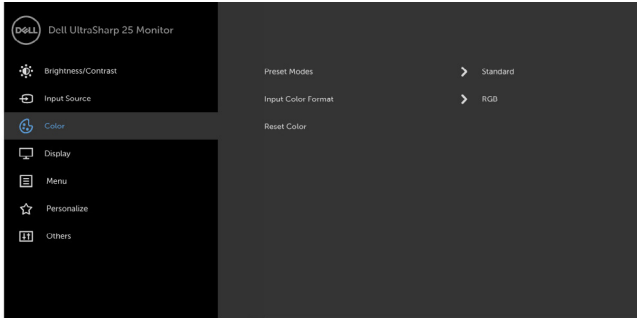 DELL
Dell UltraSharp 25 Monitor
Brightness/Contrast
Input Source
Color
Display
Menu
Personalize
Others
Preset Modes Standard
Input Color Format RGB
Reset Color